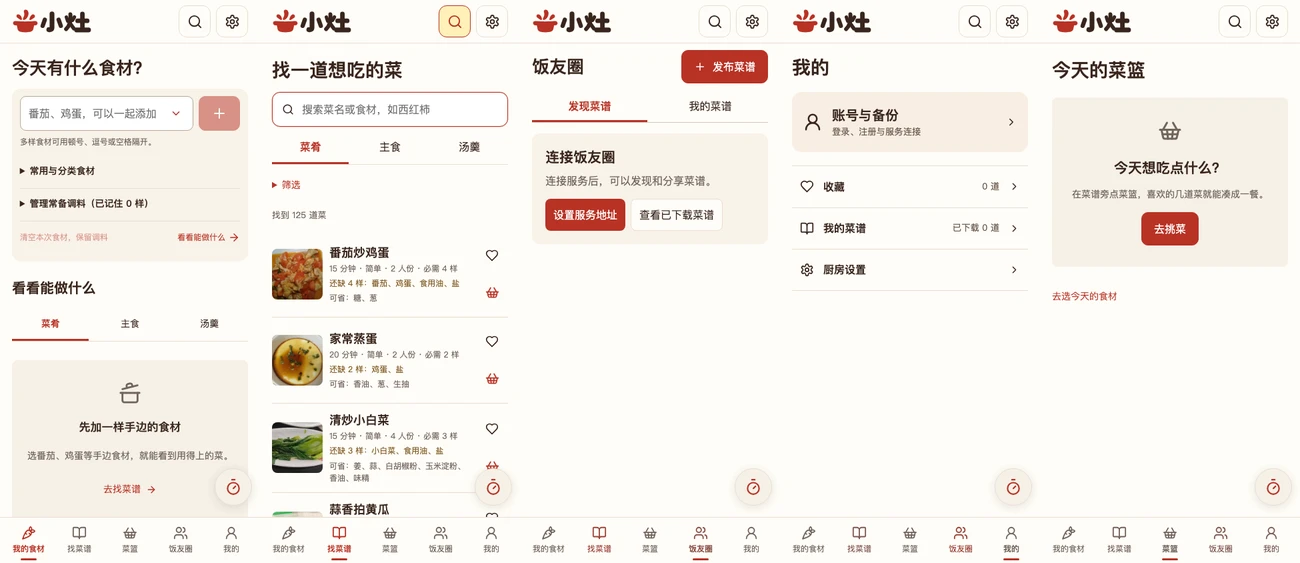 小灶
今天有什么食材?
番茄、鸡蛋，可以一起添加
多样食材可用顿号、逗号或空格隔开。
常用与分类食材
管理常备调料（已记住 0 样）
清空本次食材，保留调料
看看能做什么
看看能做什么
菜肴
主食
汤羹
先加一样手边的食材
选番茄、鸡蛋等手边食材，就能看到用得上的菜。
去找菜谱
我的食材
找菜谱
菜篮
饭友圈
我的
小灶
找一道想吃的菜
搜索菜名或食材，如西红柿
菜肴
主食
汤羹
筛选
找到 125 道菜
番茄炒鸡蛋
15 分钟 · 简单 · 2 人份 · 必需 4 样
还缺 4 样：番茄、鸡蛋、食用油、盐
可省：糖、葱
家常蒸蛋
20 分钟 · 简单 · 2 人份 · 必需 2 样
还缺 2 样：鸡蛋、盐
可省：香油、葱、生抽
清炒小白菜
15 分钟 · 简单 · 4 人份 · 必需 3 样
还缺 3 样：小白菜、食用油、盐
可省：姜、蒜、白胡椒粉、玉米淀粉、
香油、味精
蒜香拍黄瓜
我的食材
找菜谱
菜篮
饭友圈
我的
小灶
饭友圈
发布菜谱
发现菜谱
我的菜谱
连接饭友圈
连接服务后，可以发现和分享菜谱。
设置服务地址
查看已下载菜谱
我的食材
找菜谱
菜篮
饭友圈
我的
小灶
我的
账号与备份
登录、注册与服务连接
收藏
0 道
我的菜谱
已下载 0 道
厨房设置
我的食材
找菜谱
菜篮
饭友圈
我的
小灶
今天的菜篮
今天想吃点什么?
在菜谱旁点菜篮，喜欢的几道菜就能凑成一餐。
去挑菜
去选今天的食材
我的食材
找菜谱
菜篮
饭友圈
我的